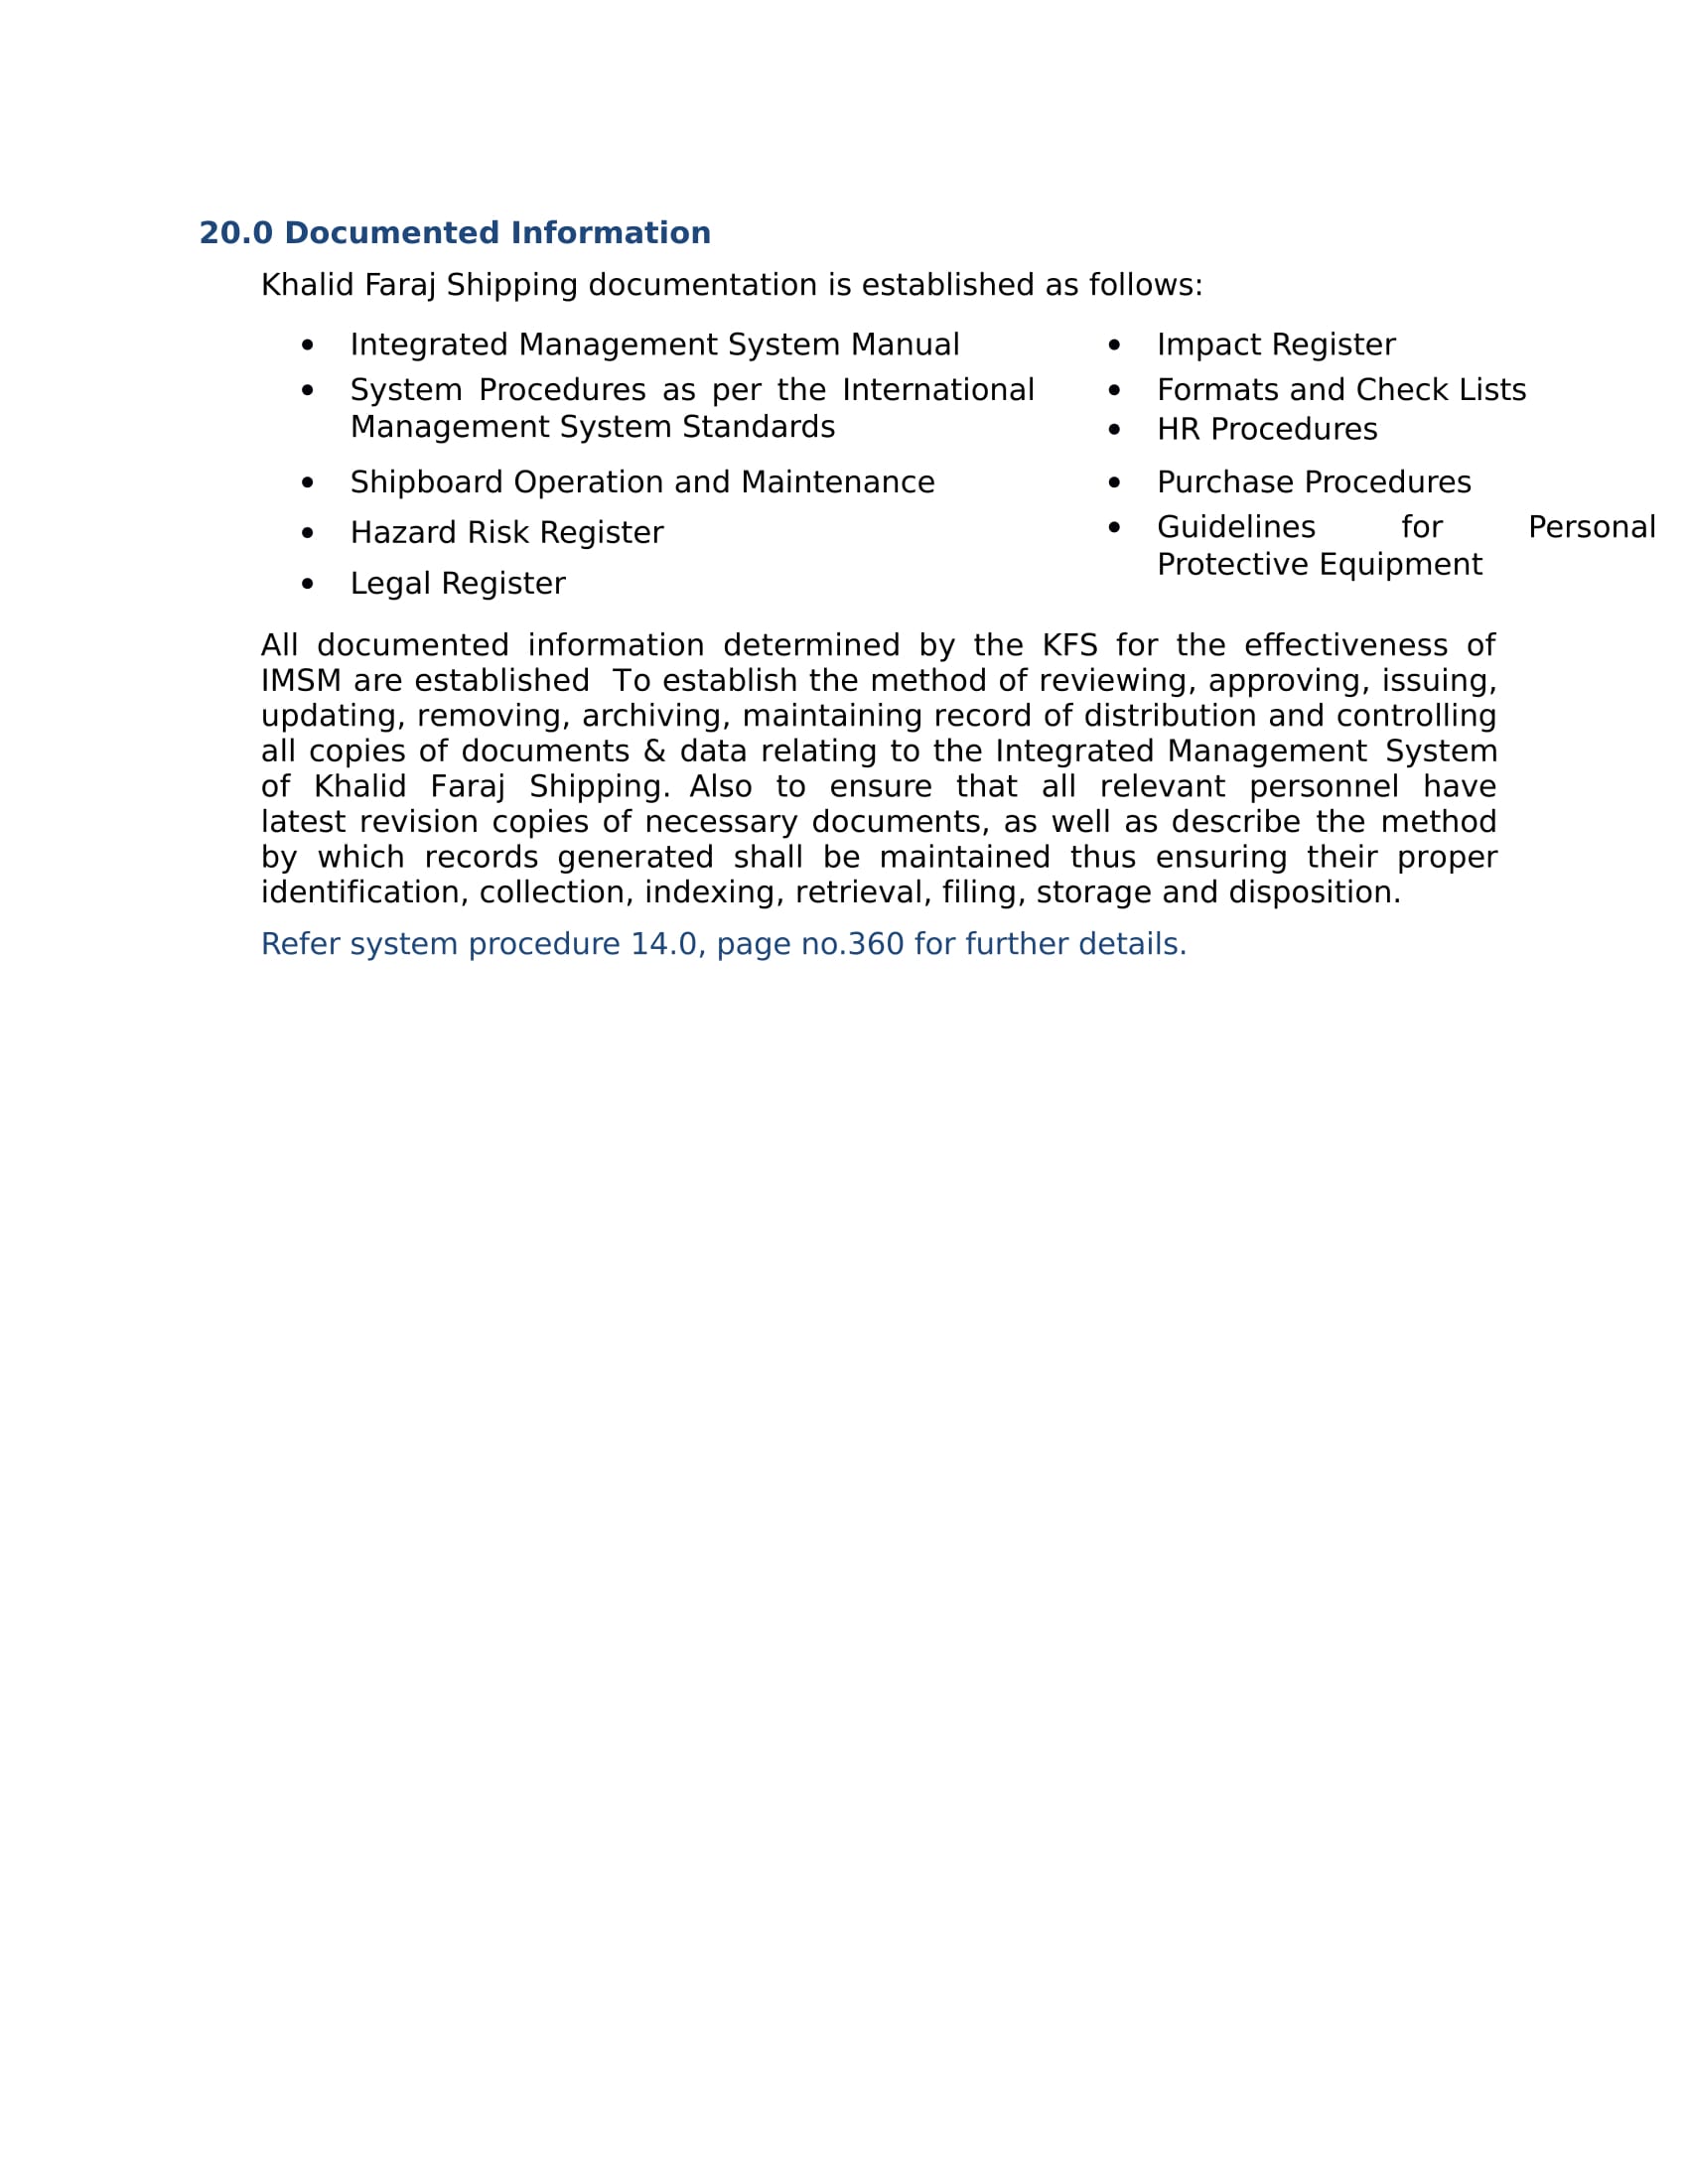 20.0 Documented Information
Khalid Faraj Shipping documentation is established as follows:
• Integrated Management System Manual
• System Procedures as per the International
Management System Standards
• Shipboard Operation and Maintenance
• Hazard Risk Register
• Legal Register
• Impact Register
• Formats and Check Lists
• HR Procedures
• Purchase Procedures
• Guidelines for Personal
Protective Equipment
All documented information determined by the KFS for the effectiveness of
IMSM are established  To establish the method of reviewing, approving, issuing,
updating, removing, archiving, maintaining record of distribution and controlling
all copies of documents & data relating to the Integrated Management System
of Khalid Faraj Shipping. Also to ensure that all relevant personnel have
latest revision copies of necessary documents, as well as describe the method
by which records generated shall be maintained thus ensuring their proper
identification, collection, indexing, retrieval, filing, storage and disposition.
Refer system procedure 14.0, page no.360 for further details.